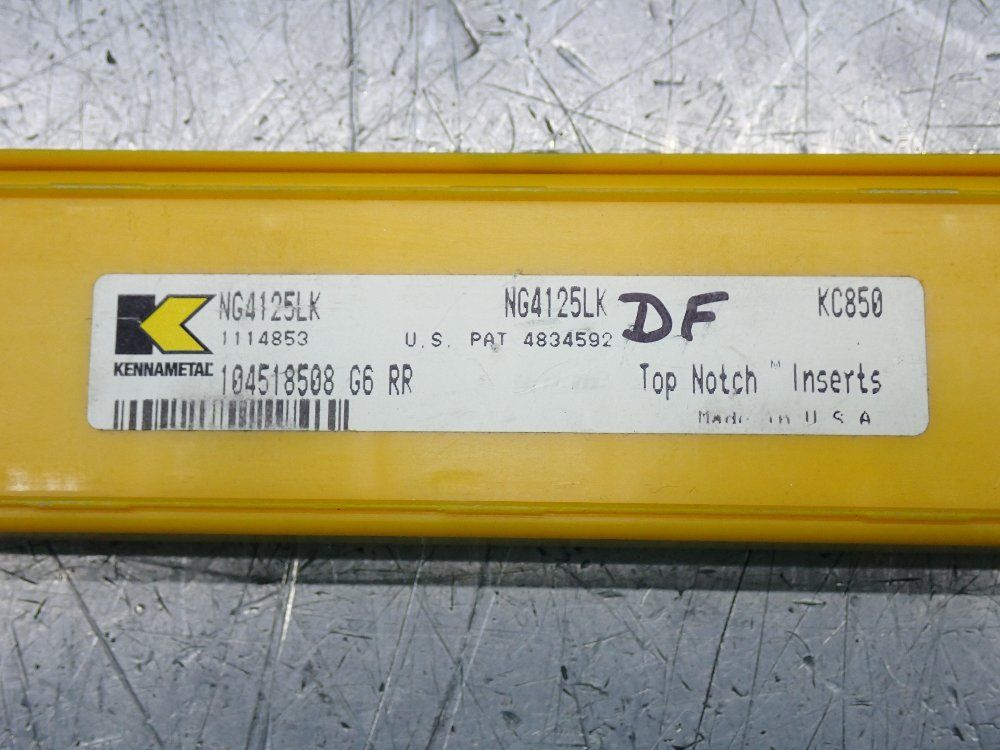 NG4125LK NG4125LK DF KC850
1114853 U.S. PAT 4834592
KENNAMETAL 104518508 G6 RR Top Notch™ Inserts
Made in U S A